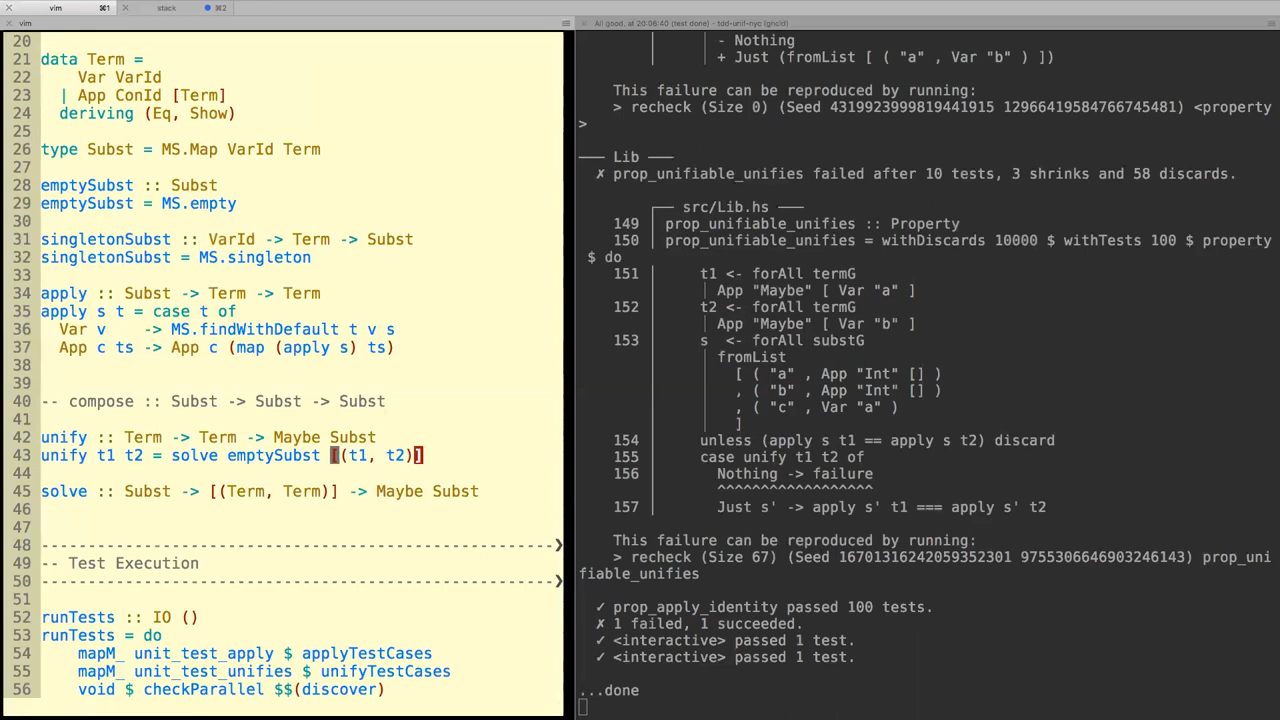 vim ⌘1 stack ⌘2
vim
All good, at 20:06:40 (test done) - tdd-unif-nyc (ghcid)
20
21 data Term =
22     Var VarId
23   | App ConId [Term]
24   deriving (Eq, Show)
25
26 type Subst = MS.Map VarId Term
27
28 emptySubst :: Subst
29 emptySubst = MS.empty
30
31 singletonSubst :: VarId -> Term -> Subst
32 singletonSubst = MS.singleton
33
34 apply :: Subst -> Term -> Term
35 apply s t = case t of
36   Var v    -> MS.findWithDefault t v s
37   App c ts -> App c (map (apply s) ts)
38
39
40 -- compose :: Subst -> Subst -> Subst
41
42 unify :: Term -> Term -> Maybe Subst
43 unify t1 t2 = solve emptySubst [(t1, t2)]
44
45 solve :: Subst -> [(Term, Term)] -> Maybe Subst
46
47
48 --------------------------------------------------------❯
49 -- Test Execution
50 --------------------------------------------------------❯
51
52 runTests :: IO ()
53 runTests = do
54     mapM_ unit_test_apply $ applyTestCases
55     mapM_ unit_test_unifies $ unifyTestCases
56     void $ checkParallel $$(discover)
│ - Nothing
│ + Just (fromList [ ( "a" , Var "b" ) ])
This failure can be reproduced by running:
> recheck (Size 0) (Seed 4319923999819441915 12966419584766745481) <property
>
━━━ Lib ━━━
✗ prop_unifiable_unifies failed after 10 tests, 3 shrinks and 58 discards.
┏━━ src/Lib.hs ━━━
149 ┃ prop_unifiable_unifies :: Property
150 ┃ prop_unifiable_unifies = withDiscards 10000 $ withTests 100 $ property
$ do
151 ┃ t1 <- forAll termG
┃ │ App "Maybe" [ Var "a" ]
152 ┃ t2 <- forAll termG
┃ │ App "Maybe" [ Var "b" ]
153 ┃ s  <- forAll substG
┃ │ fromList
┃ │ [ ( "a" , App "Int" [] )
┃ │ , ( "b" , App "Int" [] )
┃ │ , ( "c" , Var "a" )
┃ │ ]
154 ┃ unless (apply s t1 == apply s t2) discard
155 ┃ case unify t1 t2 of
156 ┃ Nothing -> failure
┃ ^^^^^^^^^^^^^^^^^^
157 ┃ Just s' -> apply s' t1 === apply s' t2
This failure can be reproduced by running:
> recheck (Size 67) (Seed 16701316242059352301 9755306646903246143) prop_uni
fiable_unifies
✓ prop_apply_identity passed 100 tests.
✗ 1 failed, 1 succeeded.
✓ <interactive> passed 1 test.
✓ <interactive> passed 1 test.
...done